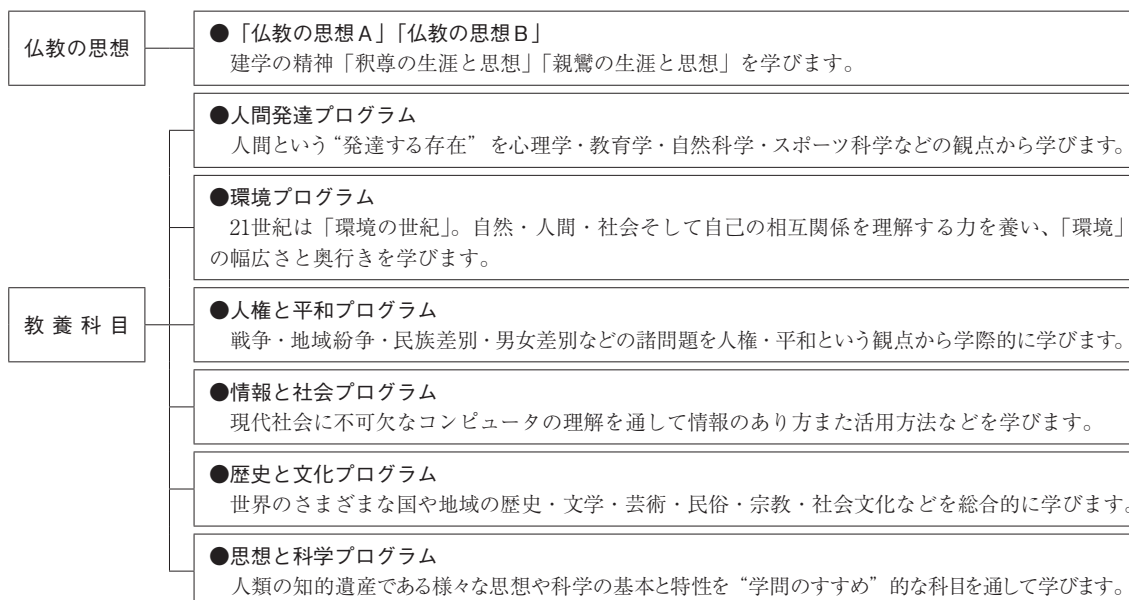 仏教の思想
●「仏教の思想A」「仏教の思想B」
建学の精神「釈尊の生涯と思想」「親鸞の生涯と思想」を学びます。
教養科目
●人間発達プログラム
人間という“発達する存在”を心理学・教育学・自然科学・スポーツ科学などの観点から学びます。
●環境プログラム
21世紀は「環境の世紀」。自然・人間・社会そして自己の相互関係を理解する力を養い、「環境」
の幅広さと奥行きを学びます。
●人権と平和プログラム
戦争・地域紛争・民族差別・男女差別などの諸問題を人権・平和という観点から学際的に学びます。
●情報と社会プログラム
現代社会に不可欠なコンピュータの理解を通して情報のあり方また活用方法などを学びます。
●歴史と文化プログラム
世界のさまざまな国や地域の歴史・文学・芸術・民俗・宗教・社会文化などを総合的に学びます。
●思想と科学プログラム
人類の知的遺産である様々な思想や科学の基本と特性を“学問のすすめ”的な科目を通して学びます。